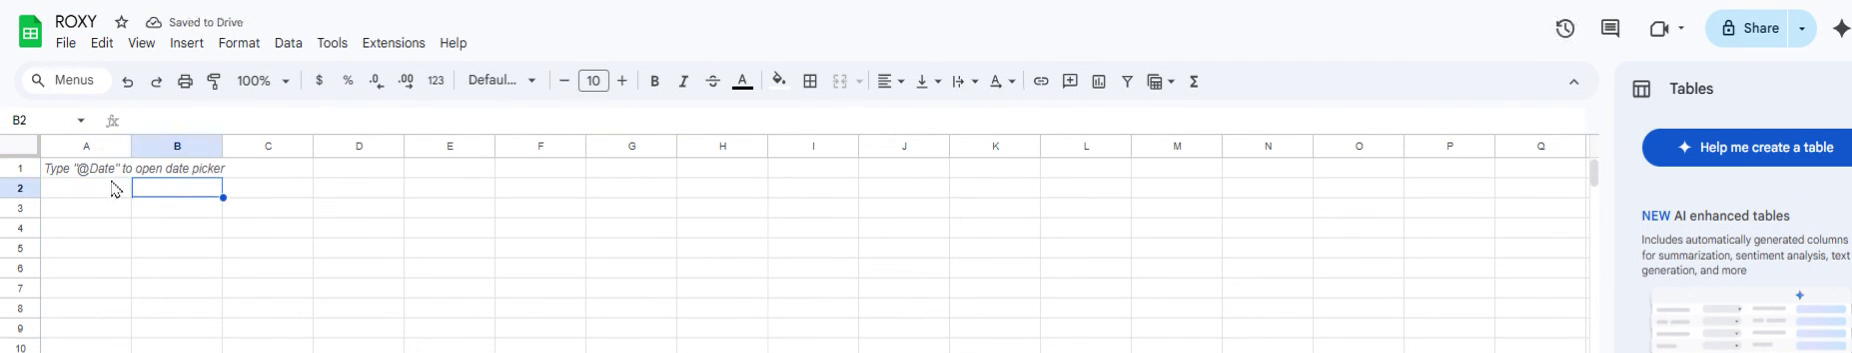 ROXY Saved to Drive
File Edit View Insert Format Data Tools Extensions Help
Share
Menus 100% $ % .0 .00 123 Defaul... − 10 + B I S A Σ
Tables
B2 fx
A B C D E F G H I J K L M N O P Q
Help me create a table
1 Type "@Date" to open date picker
2
3
4
5
6
7
8
9
10
NEW AI enhanced tables
Includes automatically generated columns
for summarization, sentiment analysis, text
generation, and more